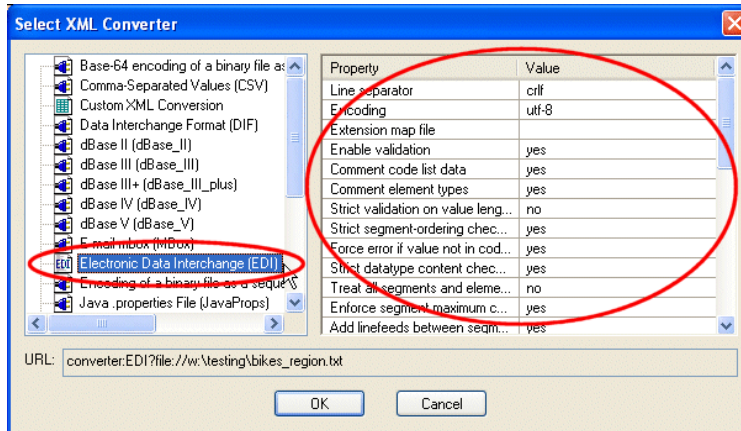 Select XML Converter
Base-64 encoding of a binary file as
Comma-Separated Values (CSV)
Custom XML Conversion
Data Interchange Format (DIF)
dBase II (dBase_II)
dBase III (dBase_III)
dBase III+ (dBase_III_plus)
dBase IV (dBase_IV)
dBase V (dBase_V)
E-mail mbox (MBox)
EDI Electronic Data Interchange (EDI)
Encoding of a binary file as a seque
Java .properties File (JavaProps)
Property Value
Line separator crlf
Encoding utf-8
Extension map file
Enable validation yes
Comment code list data yes
Comment element types yes
Strict validation on value leng... no
Strict segment-ordering chec... yes
Force error if value not in cod... yes
Strict datatype content chec... yes
Treat all segments and eleme... no
Enforce segment maximum c... yes
Add linefeeds between segm... yes
URL: converter:EDI?file://w:\testing\bikes_region.txt
OK Cancel